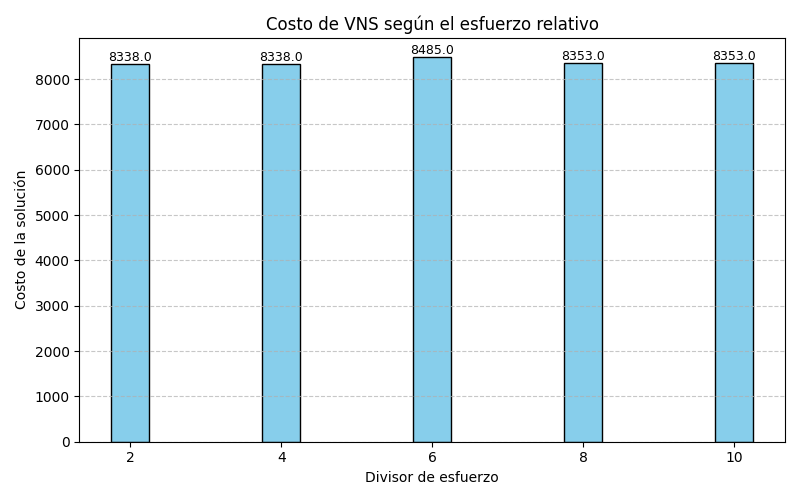 Costo de VNS según el esfuerzo relativo
8338.0 8338.0 8485.0 8353.0 8353.0
Costo de la solución
8000
7000
6000
5000
4000
3000
2000
1000
0
2 4 6 8 10
Divisor de esfuerzo